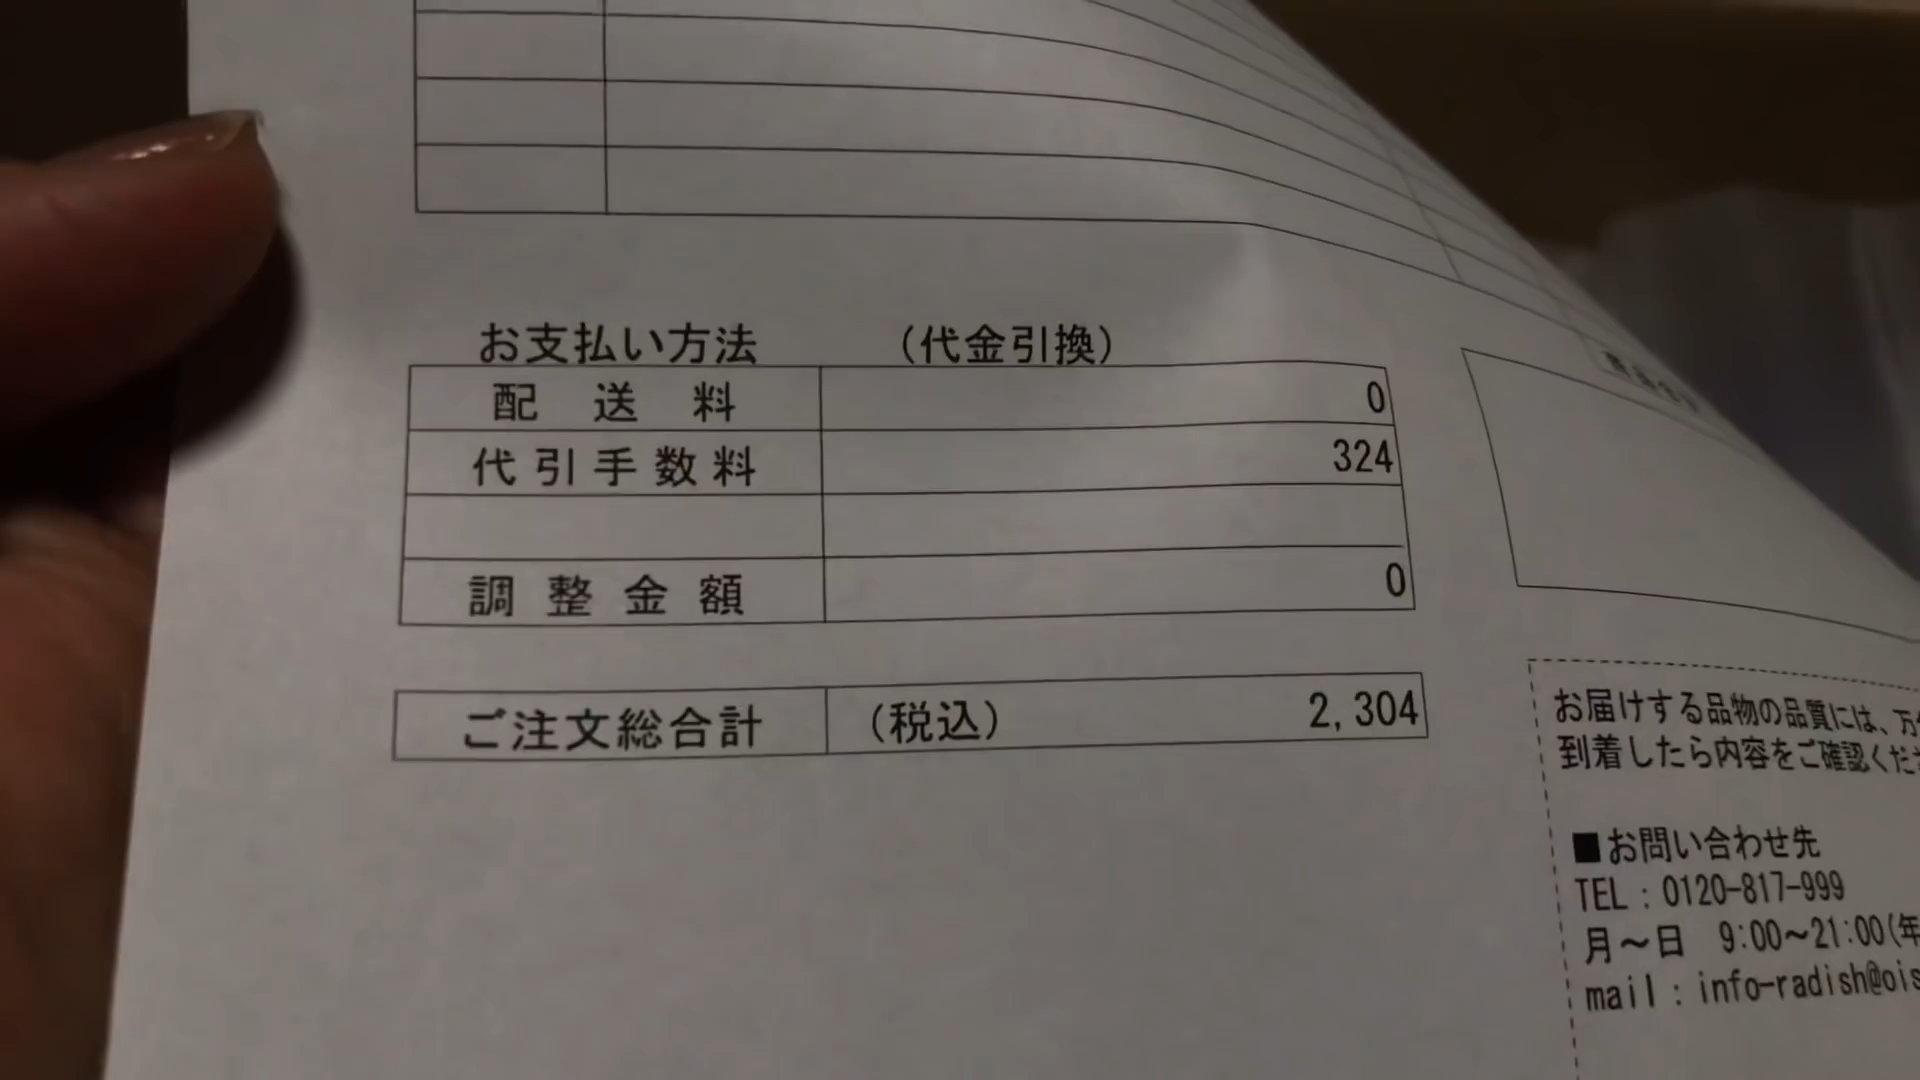 お支払い方法 (代金引換)
配送料 0
代引手数料 324
調整金額 0
ご注文総合計 (税込) 2,304
お届けする品物の品質には、万
到着したら内容をご確認くだ
■お問い合わせ先
TEL:0120-817-999
月～日 9:00～21:00(年
mail:info-radish@ois